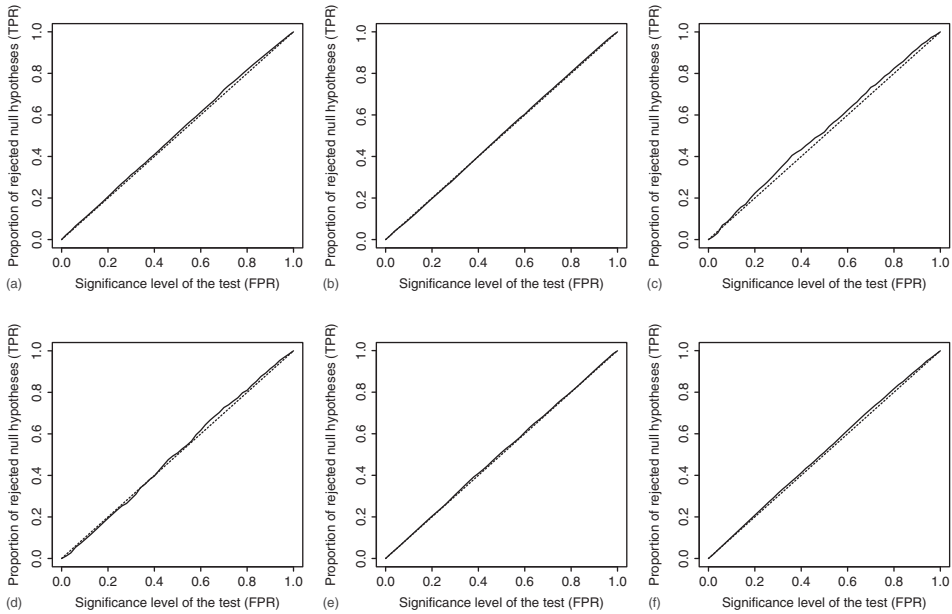 Proportion of rejected null hypotheses (TPR)
1.0
0.8
0.6
0.4
0.2
0.0
0.0 0.2 0.4 0.6 0.8 1.0
(a) Significance level of the test (FPR)
Proportion of rejected null hypotheses (TPR)
1.0
0.8
0.6
0.4
0.2
0.0
0.0 0.2 0.4 0.6 0.8 1.0
(b) Significance level of the test (FPR)
Proportion of rejected null hypotheses (TPR)
1.0
0.8
0.6
0.4
0.2
0.0
0.0 0.2 0.4 0.6 0.8 1.0
(c) Significance level of the test (FPR)
Proportion of rejected null hypotheses (TPR)
1.0
0.8
0.6
0.4
0.2
0.0
0.0 0.2 0.4 0.6 0.8 1.0
(d) Significance level of the test (FPR)
Proportion of rejected null hypotheses (TPR)
1.0
0.8
0.6
0.4
0.2
0.0
0.0 0.2 0.4 0.6 0.8 1.0
(e) Significance level of the test (FPR)
Proportion of rejected null hypotheses (TPR)
1.0
0.8
0.6
0.4
0.2
0.0
0.0 0.2 0.4 0.6 0.8 1.0
(f) Significance level of the test (FPR)